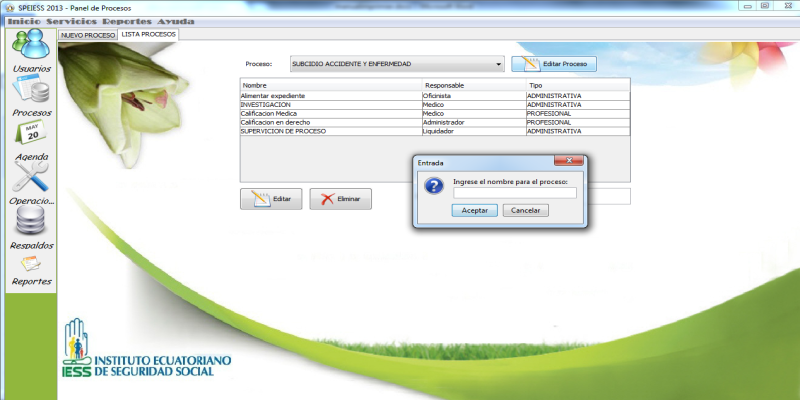 SPEIESS 2013 - Panel de Procesos
Inicio Servicios Reportes Ayuda
NUEVO PROCESO LISTA PROCESOS
Usuarios
Procesos
MAY
20
Agenda
Operacio...
Respaldos
Reportes
Proceso: SUBCIDIO ACCIDENTE Y ENFERMEDAD Editar Proceso
Nombre Responsable Tipo
Alimentar expediente Oficinista ADMINISTRATIVA
INVESTIGACION Medico ADMINISTRATIVA
Calificacion Medica Medico PROFESIONAL
Calificacion en derecho Administrador PROFESIONAL
SUPERVICION DE PROCESO Liquidador ADMINISTRATIVA
Editar Eliminar
Entrada
Ingrese el nombre para el proceso:
Aceptar Cancelar
IESS
INSTITUTO ECUATORIANO
DE SEGURIDAD SOCIAL